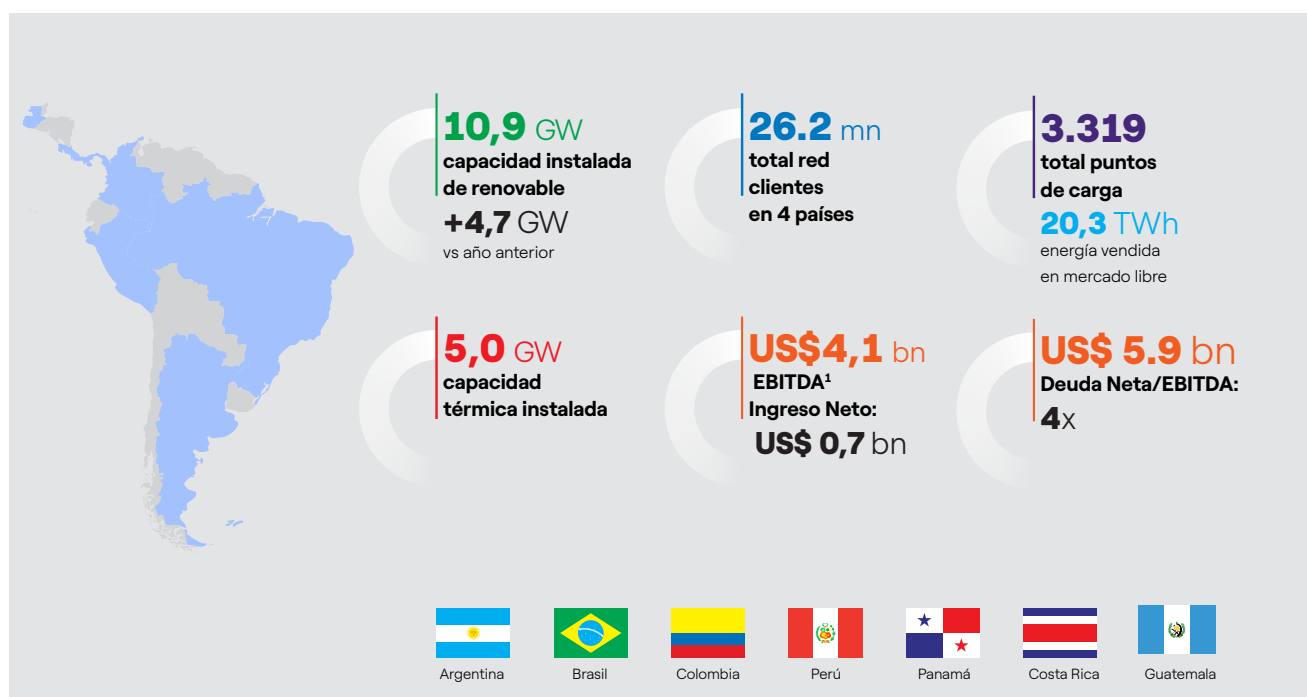 10,9 GW
capacidad instalada
de renovable
+4,7 GW
vs año anterior
26.2 mn
total red
clientes
en 4 países
3.319
total puntos
de carga
20,3 TWh
energía vendida
en mercado libre
5,0 GW
capacidad
térmica instalada
US$4,1 bn
EBITDA¹
Ingreso Neto:
US$ 0,7 bn
US$ 5.9 bn
Deuda Neta/EBITDA:
4x
Argentina
Brasil
Colombia
Perú
Panamá
Costa Rica
Guatemala